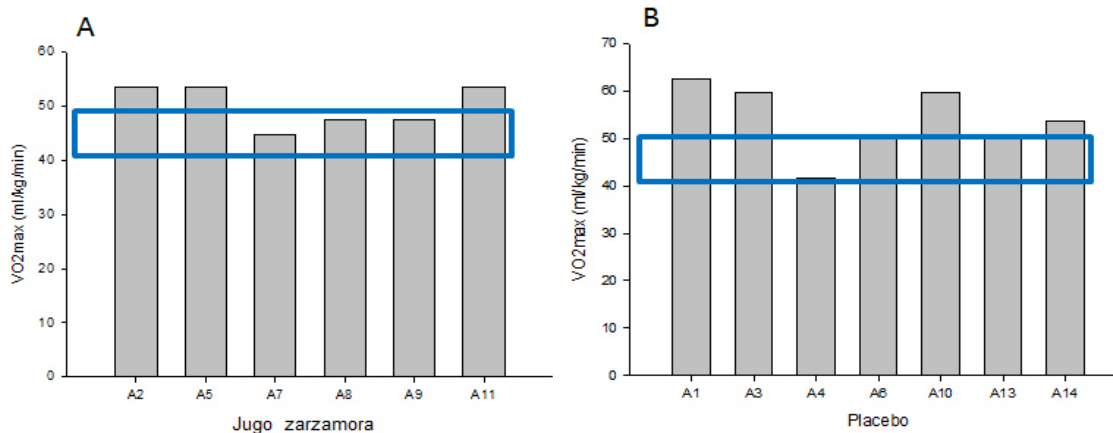 A
VO2max (ml/kg/min)
60
50
40
30
20
10
0
A2 A5 A7 A8 A9 A11
Jugo zarzamora
B
VO2max (ml/kg/min)
70
60
50
40
30
20
10
0
A1 A3 A4 A6 A10 A13 A14
Placebo